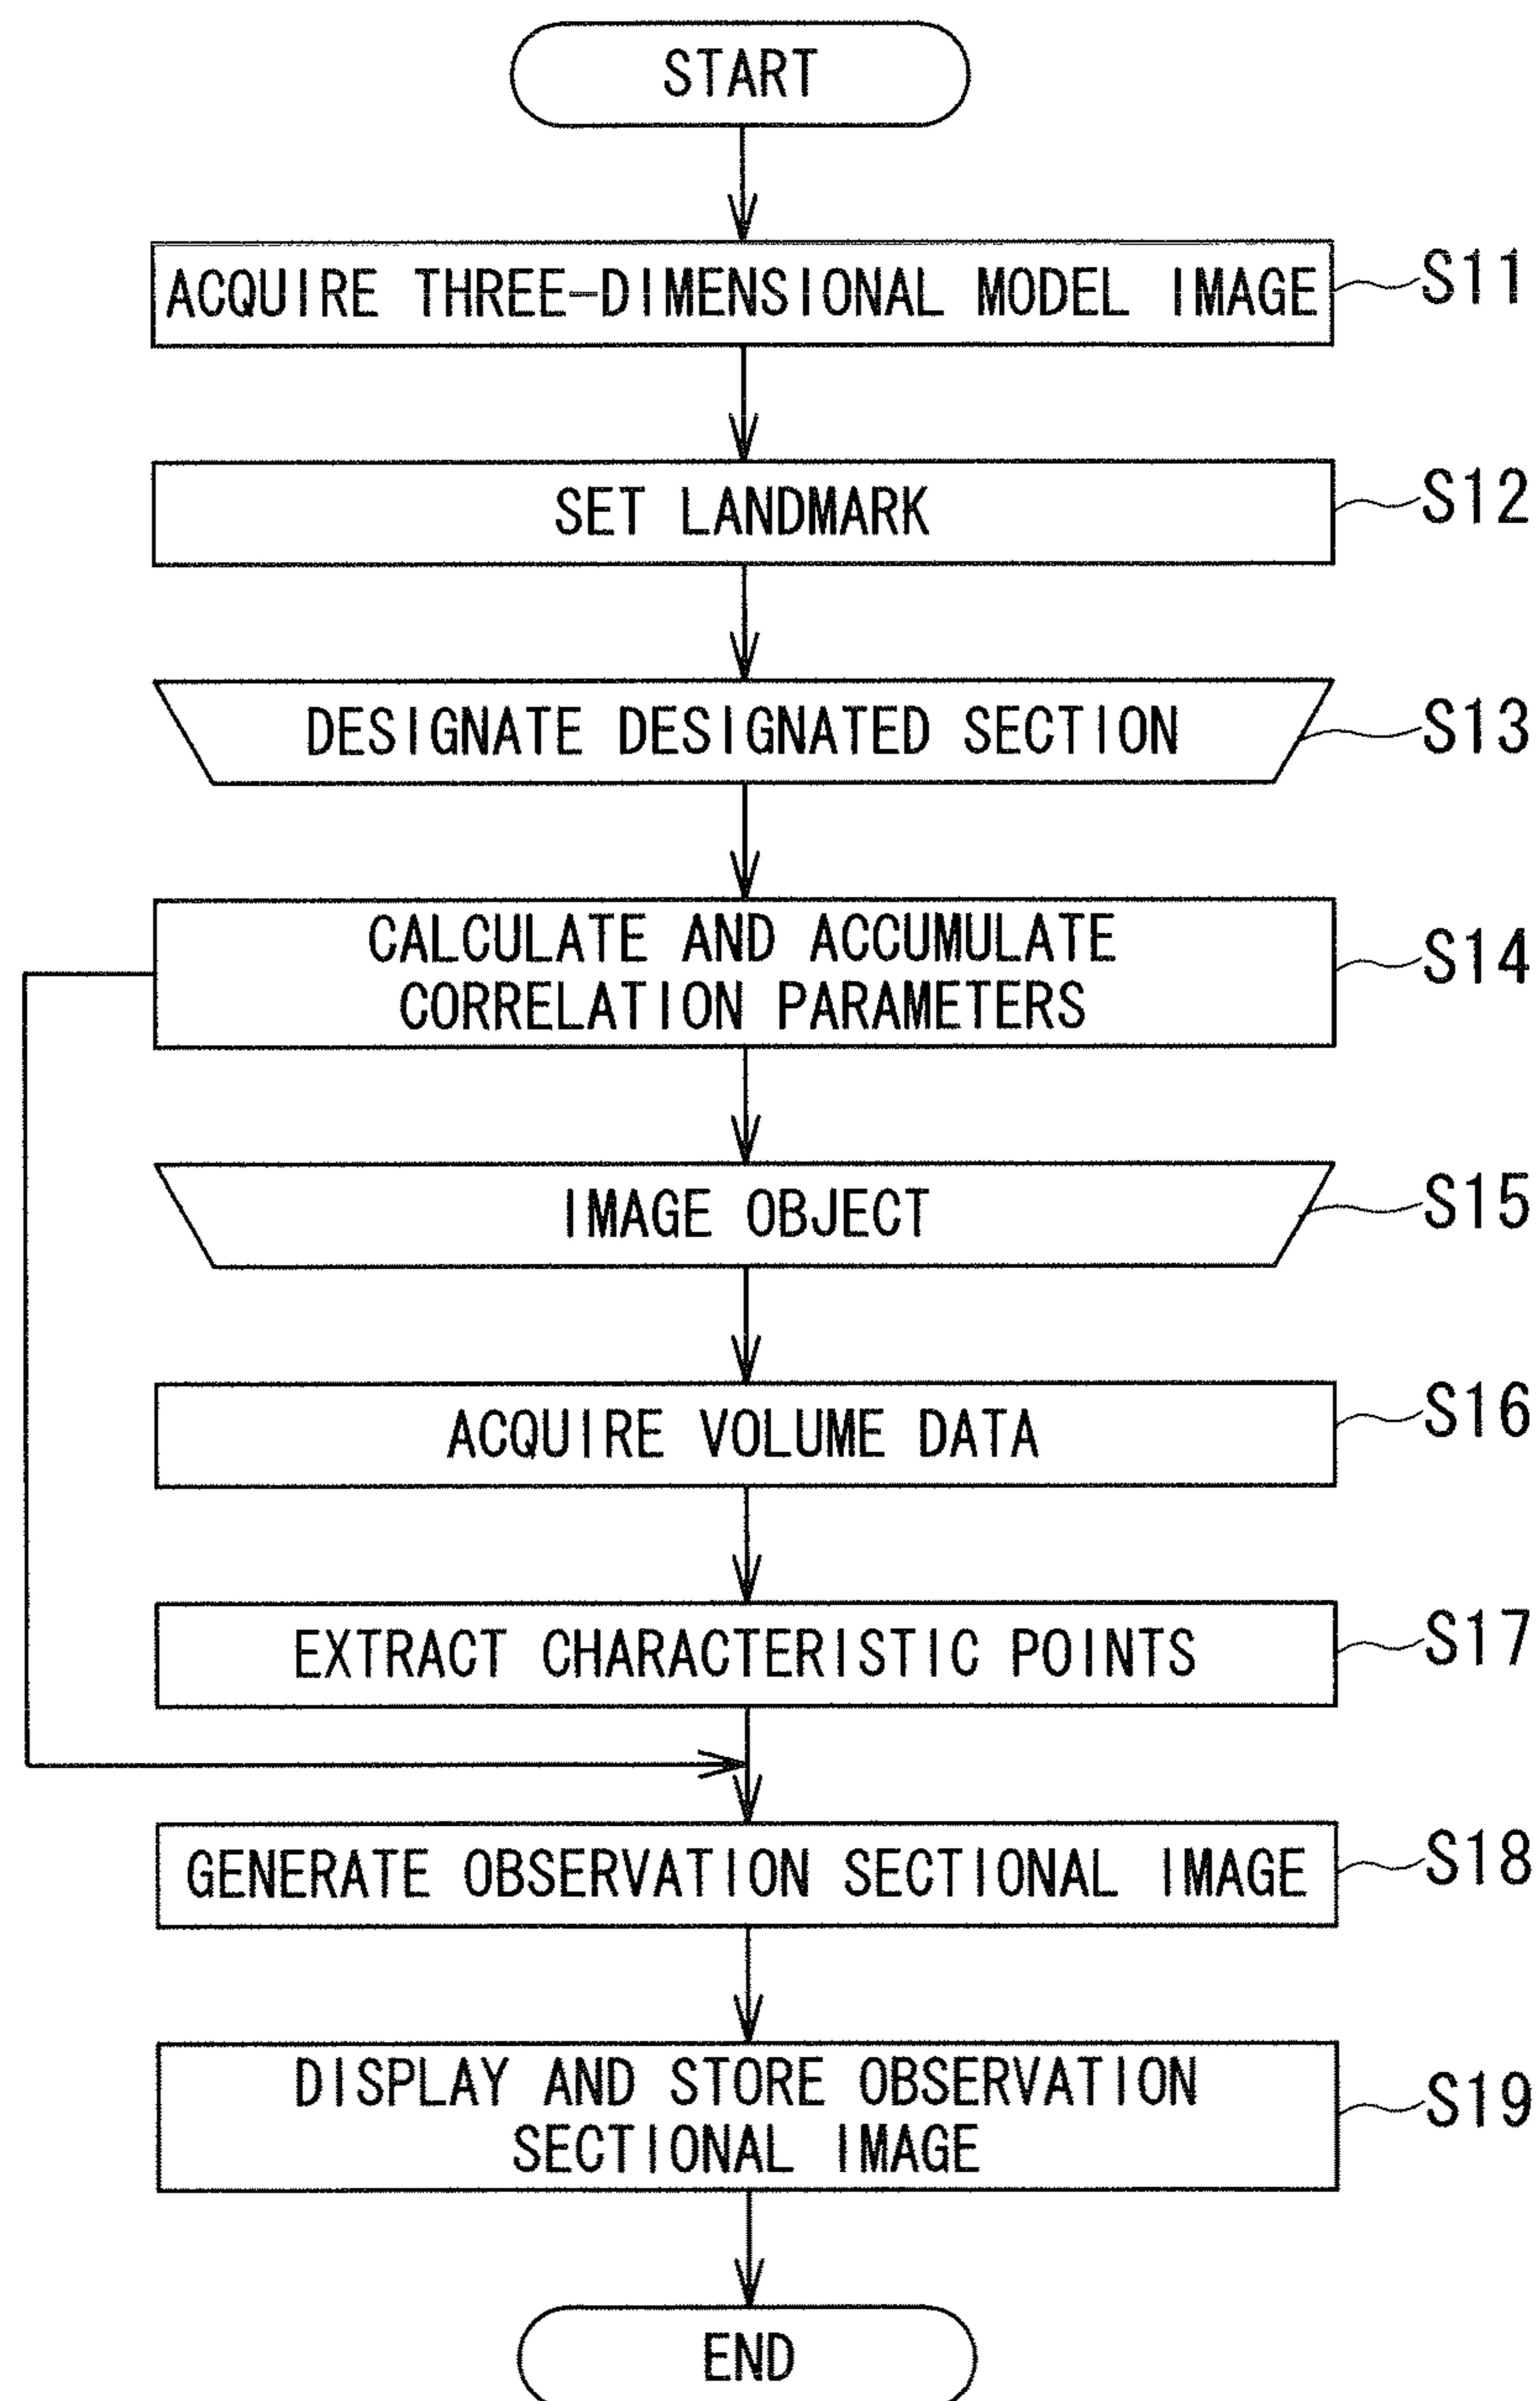 START
ACQUIRE THREE-DIMENSIONAL MODEL IMAGE
S11
SET LANDMARK
S12
DESIGNATE DESIGNATED SECTION
S13
CALCULATE AND ACCUMULATE
CORRELATION PARAMETERS
S14
IMAGE OBJECT
S15
ACQUIRE VOLUME DATA
S16
EXTRACT CHARACTERISTIC POINTS
S17
GENERATE OBSERVATION SECTIONAL IMAGE
S18
DISPLAY AND STORE OBSERVATION
SECTIONAL IMAGE
S19
END